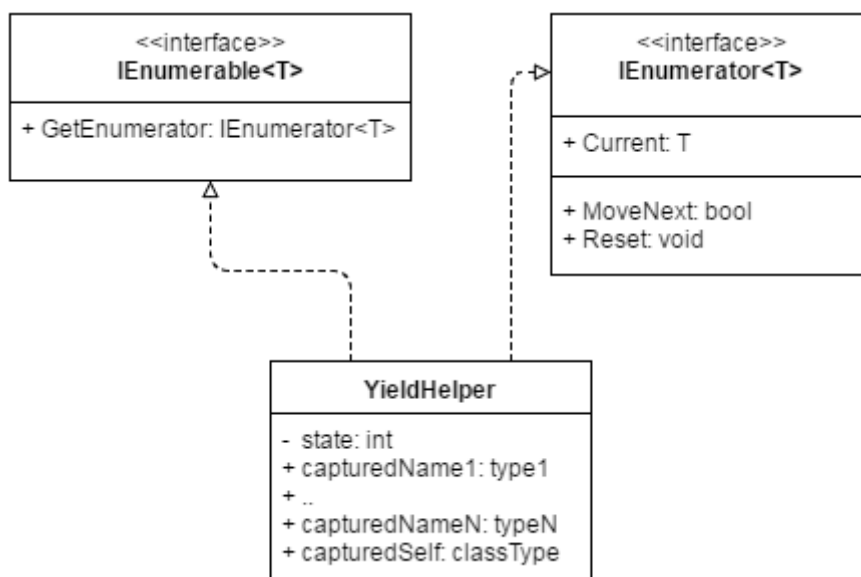 <<interface>>
IEnumerable<T>
+ GetEnumerator: IEnumerator<T>
<<interface>>
IEnumerator<T>
+ Current: T
+ MoveNext: bool
+ Reset: void
YieldHelper
- state: int
+ capturedName1: type1
+ ..
+ capturedNameN: typeN
+ capturedSelf: classType